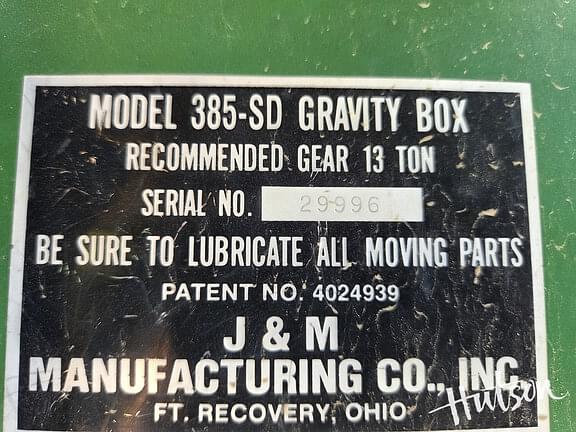 MODEL 385-SD GRAVITY BOX
RECOMMENDED GEAR 13 TON
SERIAL NO. 29996
BE SURE TO LUBRICATE ALL MOVING PARTS
PATENT NO. 4024939
J & M
MANUFACTURING CO., INC.
FT. RECOVERY, OHIO
Hutson